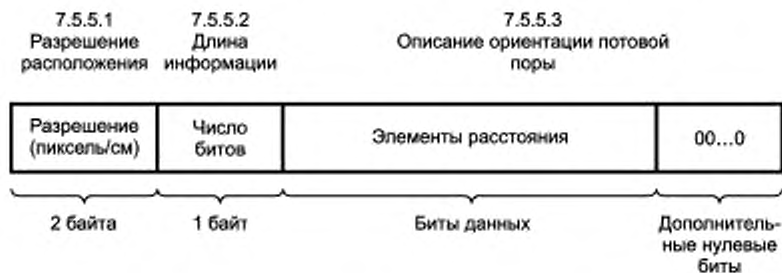 7.5.5.1
Разрешение
расположения
7.5.5.2
Длина
информации
7.5.5.3
Описание ориентации потовой
поры
Разрешение
(пиксель/см)
Число
битов
Элементы расстояния
00...0
2 байта
1 байт
Биты данных
Дополнитель-
ные нулевые
биты